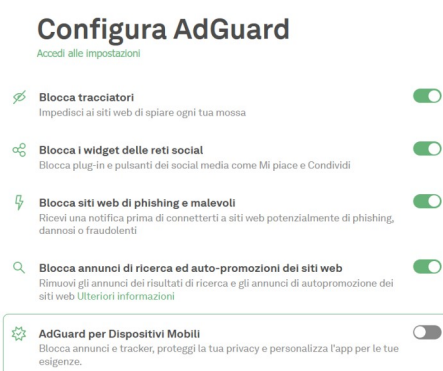 Configura AdGuard
Accedi alle impostazioni
Blocca tracciatori
Impedisci ai siti web di spiare ogni tua mossa
Blocca i widget delle reti social
Blocca plug-in e pulsanti dei social media come Mi piace e Condividi
Blocca siti web di phishing e malevoli
Ricevi una notifica prima di connetterti a siti web potenzialmente di phishing,
dannosi o fraudolenti
Blocca annunci di ricerca ed auto-promozioni dei siti web
Rimuovi gli annunci dei risultati di ricerca e gli annunci di autopromozione dei
siti web Ulteriori informazioni
AdGuard per Dispositivi Mobili
Blocca annunci e tracker, proteggi la tua privacy e personalizza l'app per le tue
esigenze.